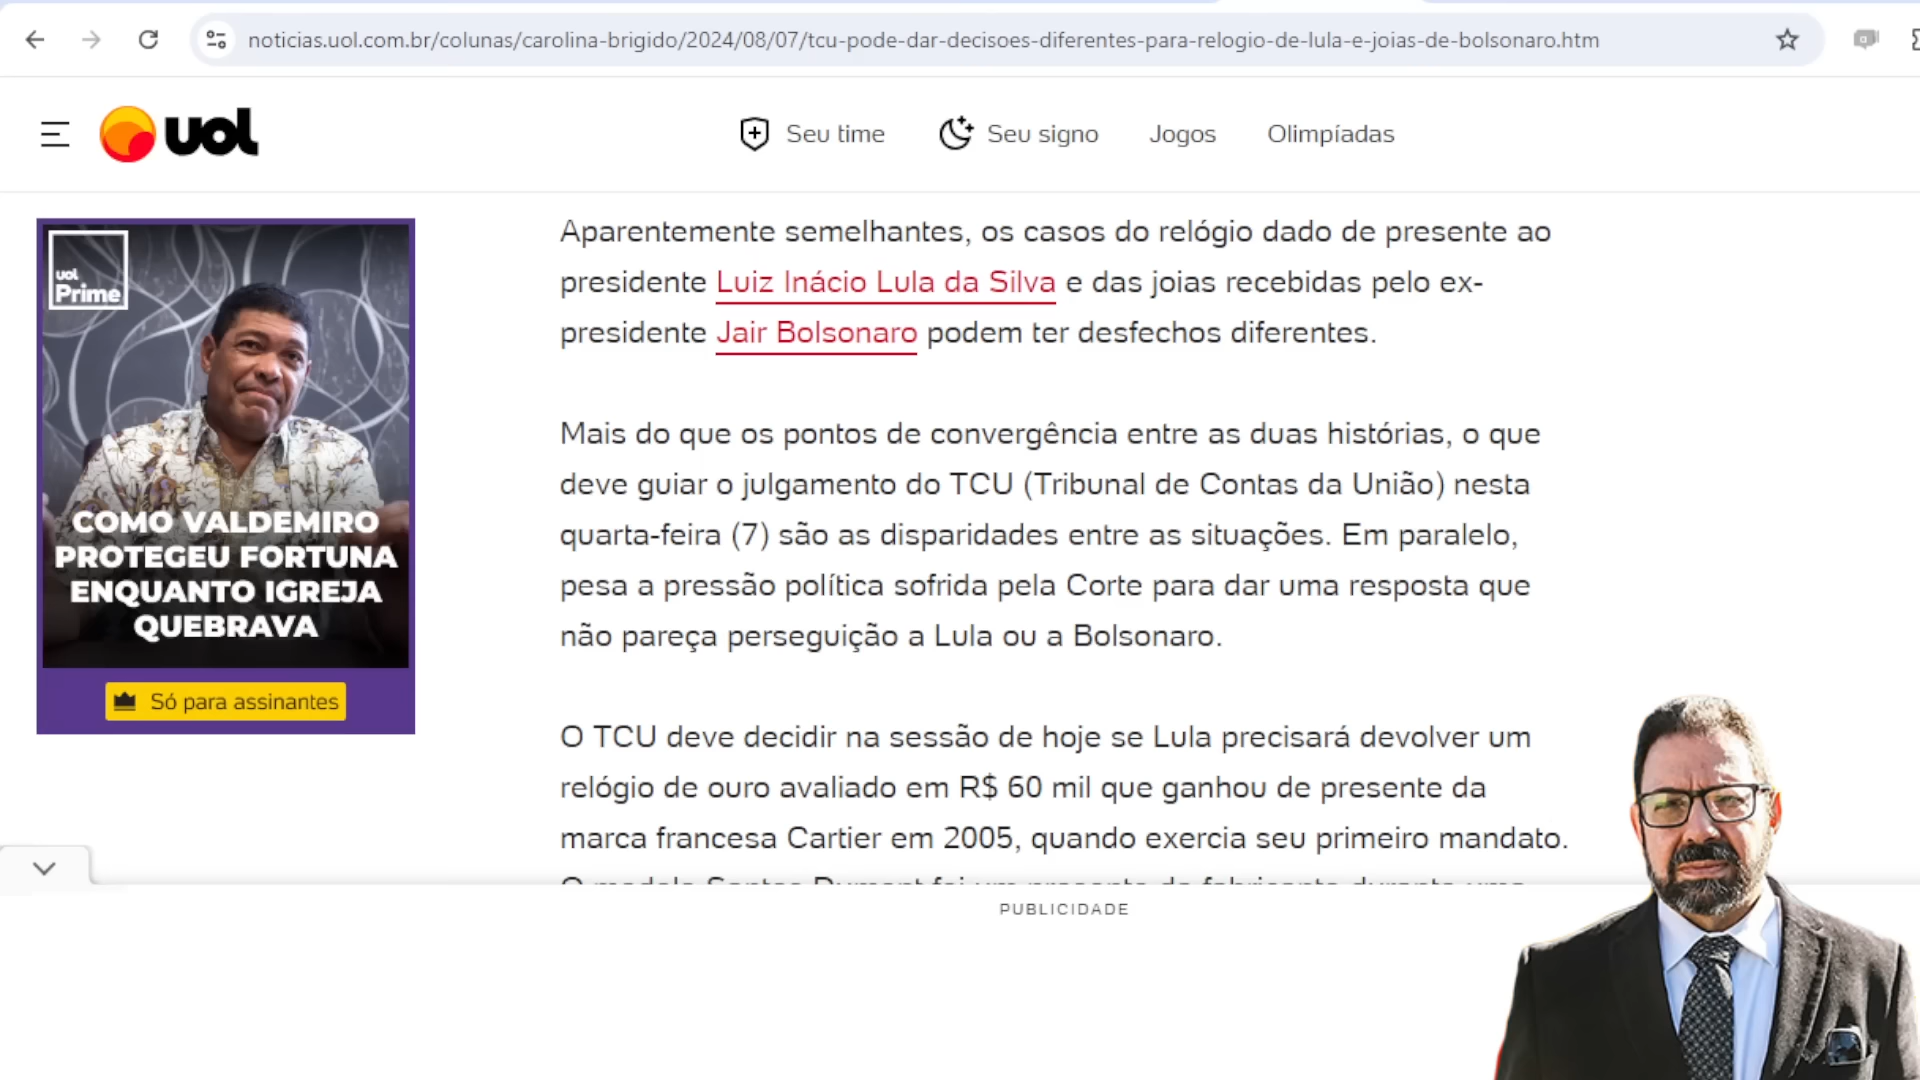 noticias.uol.com.br/colunas/carolina-brigido/2024/08/07/tcu-pode-dar-decisoes-diferentes-para-relogio-de-lula-e-joias-de-bolsonaro.htm
uol
Seu time
Seu signo
Jogos
Olimpíadas
uol
Prime
COMO VALDEMIRO
PROTEGEU FORTUNA
ENQUANTO IGREJA
QUEBRAVA
Só para assinantes
Aparentemente semelhantes, os casos do relógio dado de presente ao
presidente Luiz Inácio Lula da Silva e das joias recebidas pelo ex-
presidente Jair Bolsonaro podem ter desfechos diferentes.
Mais do que os pontos de convergência entre as duas histórias, o que
deve guiar o julgamento do TCU (Tribunal de Contas da União) nesta
quarta-feira (7) são as disparidades entre as situações. Em paralelo,
pesa a pressão política sofrida pela Corte para dar uma resposta que
não pareça perseguição a Lula ou a Bolsonaro.
O TCU deve decidir na sessão de hoje se Lula precisará devolver um
relógio de ouro avaliado em R$ 60 mil que ganhou de presente da
marca francesa Cartier em 2005, quando exercia seu primeiro mandato.
PUBLICIDADE